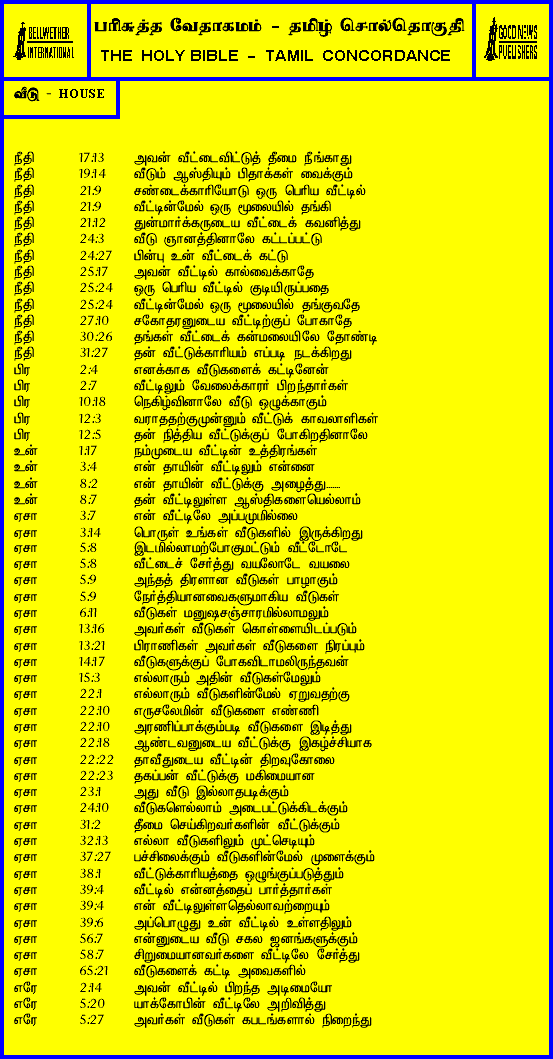 BELLWETHER
INTERNATIONAL
பரிசுத்த வேதாகமம் - தமிழ் சொல்தொகுதி
THE HOLY BIBLE - TAMIL CONCORDANCE
GOOD NEWS
PUBLISHERS
வீடு - HOUSE
நீதி 17:13 அவன் வீட்டைவிட்டுத் தீமை நீங்காது
நீதி 19:14 வீடும் ஆஸ்தியும் பிதாக்கள் வைக்கும்
நீதி 21:9 சண்டைக்காரியோடு ஒரு பெரிய வீட்டில்
நீதி 21:9 வீட்டின்மேல் ஒரு மூலையில் தங்கி
நீதி 21:12 துன்மார்க்கருடைய வீட்டைக் கவனித்து
நீதி 24:3 வீடு ஞானத்தினாலே கட்டப்பட்டு
நீதி 24:27 பின்பு உன் வீட்டைக் கட்டு
நீதி 25:17 அவன் வீட்டில் கால்வைக்காதே
நீதி 25:24 ஒரு பெரிய வீட்டில் குடியிருப்பதை
நீதி 25:24 வீட்டின்மேல் ஒரு மூலையில் தங்குவதே
நீதி 27:10 சகோதரனுடைய வீட்டிற்குப் போகாதே
நீதி 30:26 தங்கள் வீட்டைக் கன்மலையிலே தோண்டி
நீதி 31:27 தன் வீட்டுக்காரியம் எப்படி நடக்கிறது
பிர 2:4 எனக்காக வீடுகளைக் கட்டினேன்
பிர 2:7 வீட்டிலும் வேலைக்காரர் பிறந்தார்கள்
பிர 10:18 நெகிழ்வினாலே வீடு ஒழுக்காகும்
பிர 12:3 வராததற்குமுன்னும் வீட்டுக் காவலாளிகள்
பிர 12:5 தன் நித்திய வீட்டுக்குப் போகிறதினாலே
உன் 1:17 நம்முடைய வீட்டின் உத்திரங்கள்
உன் 3:4 என் தாயின் வீட்டிலும் என்னை
உன் 8:2 என் தாயின் வீட்டுக்கு அழைத்து.......
உன் 8:7 தன் வீட்டிலுள்ள ஆஸ்திகளையெல்லாம்
ஏசா 3:7 என் வீட்டிலே அப்பமுமில்லை
ஏசா 3:14 பொருள் உங்கள் வீடுகளில் இருக்கிறது
ஏசா 5:8 இடமில்லாமற்போகுமட்டும் வீட்டோடே
ஏசா 5:8 வீட்டைச் சேர்த்து வயலோடே வயலை
ஏசா 5:9 அந்தத் திரளான வீடுகள் பாழாகும்
ஏசா 5:9 நேர்த்தியானவைகளுமாகிய வீடுகள்
ஏசா 6:11 வீடுகள் மனுஷசஞ்சாரமில்லாமலும்
ஏசா 13:16 அவர்கள் வீடுகள் கொள்ளையிடப்படும்
ஏசா 13:21 பிராணிகள் அவர்கள் வீடுகளை நிரப்பும்
ஏசா 14:17 வீடுகளுக்குப் போகவிடாமலிருந்தவன்
ஏசா 15:3 எல்லாரும் அதின் வீடுகள்மேலும்
ஏசா 22:1 எல்லாரும் வீடுகளின்மேல் ஏறுவதற்கு
ஏசா 22:10 எருசலேமின் வீடுகளை எண்ணி
ஏசா 22:10 அரணிப்பாக்கும்படி வீடுகளை இடித்து
ஏசா 22:18 ஆண்டவனுடைய வீட்டுக்கு இகழ்ச்சியாக
ஏசா 22:22 தாவீதுடைய வீட்டின் திறவுகோலை
ஏசா 22:23 தகப்பன் வீட்டுக்கு மகிமையான
ஏசா 23:1 அது வீடு இல்லாதபடிக்கும்
ஏசா 24:10 வீடுகளெல்லாம் அடைபட்டுக்கிடக்கும்
ஏசா 31:2 தீமை செய்கிறவர்களின் வீட்டுக்கும்
ஏசா 32:13 எல்லா வீடுகளிலும் முட்செடியும்
ஏசா 37:27 பச்சிலைக்கும் வீடுகளின்மேல் முளைக்கும்
ஏசா 38:1 வீட்டுக்காரியத்தை ஒழுங்குப்படுத்தும்
ஏசா 39:4 வீட்டில் என்னத்தைப் பார்த்தார்கள்
ஏசா 39:4 என் வீட்டிலுள்ளதெல்லாவற்றையும்
ஏசா 39:6 அப்பொழுது உன் வீட்டில் உள்ளதிலும்
ஏசா 56:7 என்னுடைய வீடு சகல ஜனங்களுக்கும்
ஏசா 58:7 சிறுமையானவர்களை வீட்டிலே சேர்த்து
ஏசா 65:21 வீடுகளைக் கட்டி அவைகளில்
எரே 2:14 அவன் வீட்டில் பிறந்த அடிமையோ
எரே 5:20 யாக்கோபின் வீட்டிலே அறிவித்து
எரே 5:27 அவர்கள் வீடுகள் கபடங்களால் நிறைந்து